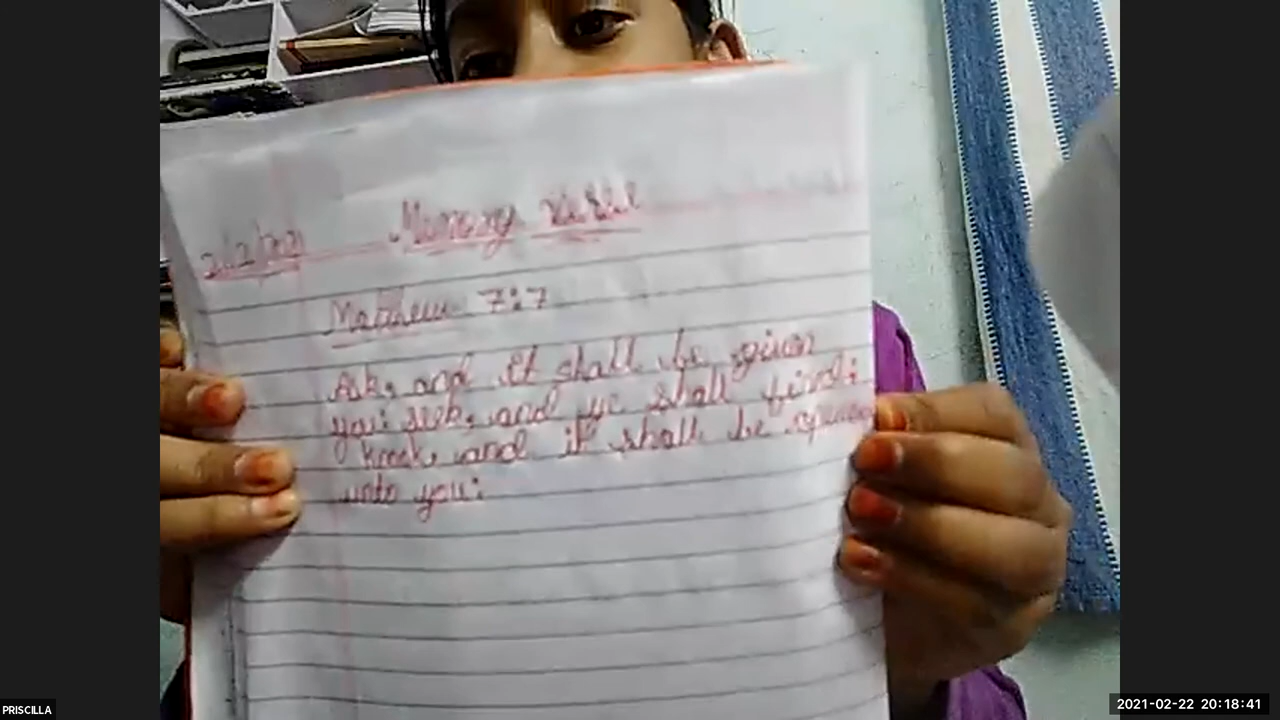 Memory Verse
Matthew 7:7
Ask, and it shall be given
you: seek, and ye shall find:
knock, and it shall be opened
unto you:
PRISCILLA
2021-02-22 20:18:41